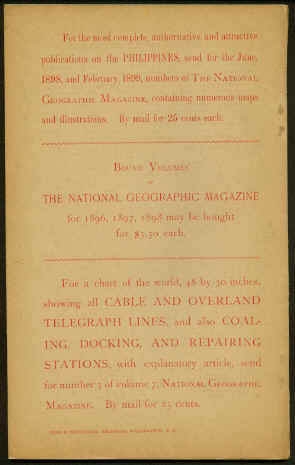 For the most complete, authoritative and attractive
publications on the PHILIPPINES, send for the June,
1898, and February, 1899, numbers of THE NATIONAL
GEOGRAPHIC MAGAZINE, containing numerous maps
and illustrations. By mail for 25 cents each.
BOUND VOLUMES
OF
THE NATIONAL GEOGRAPHIC MAGAZINE
for 1896, 1897, 1898 may be bought
for $3.50 each.
For a chart of the world, 48 by 30 inches,
showing all CABLE AND OVERLAND
TELEGRAPH LINES, and also COAL-
ING, DOCKING, AND REPAIRING
STATIONS, with explanatory article, send
for number 3 of volume 7, NATIONAL GEOGRAPHIC
MAGAZINE. By mail for 25 cents.
WASHINGTON, D. C.